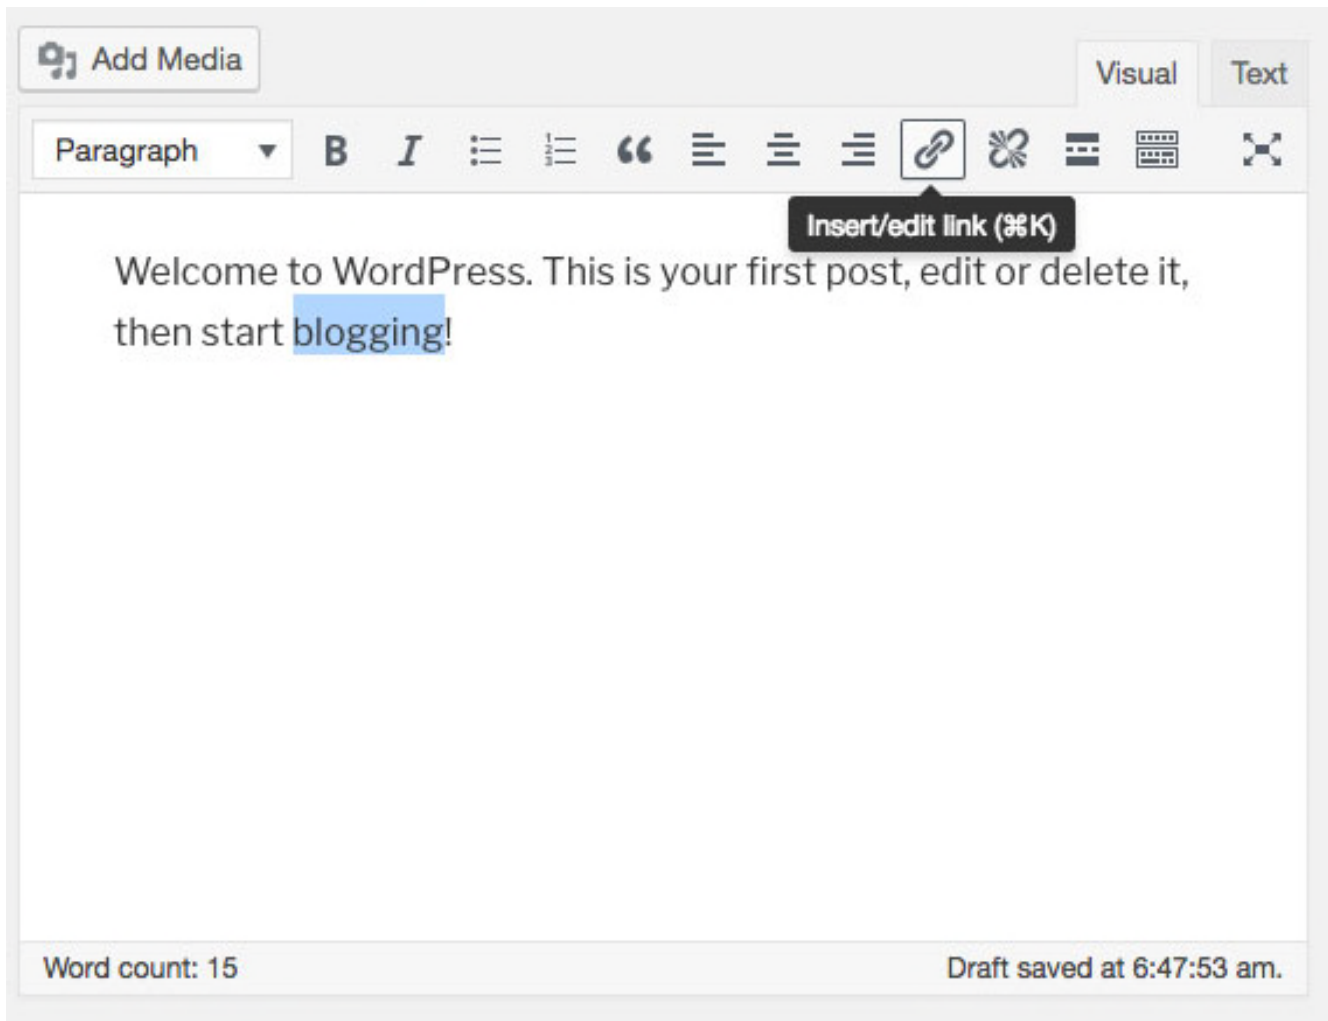 Add Media
Visual Text
Paragraph
Insert/edit link (⌘K)
Welcome to WordPress. This is your first post, edit or delete it,
then start blogging!
Word count: 15 Draft saved at 6:47:53 am.